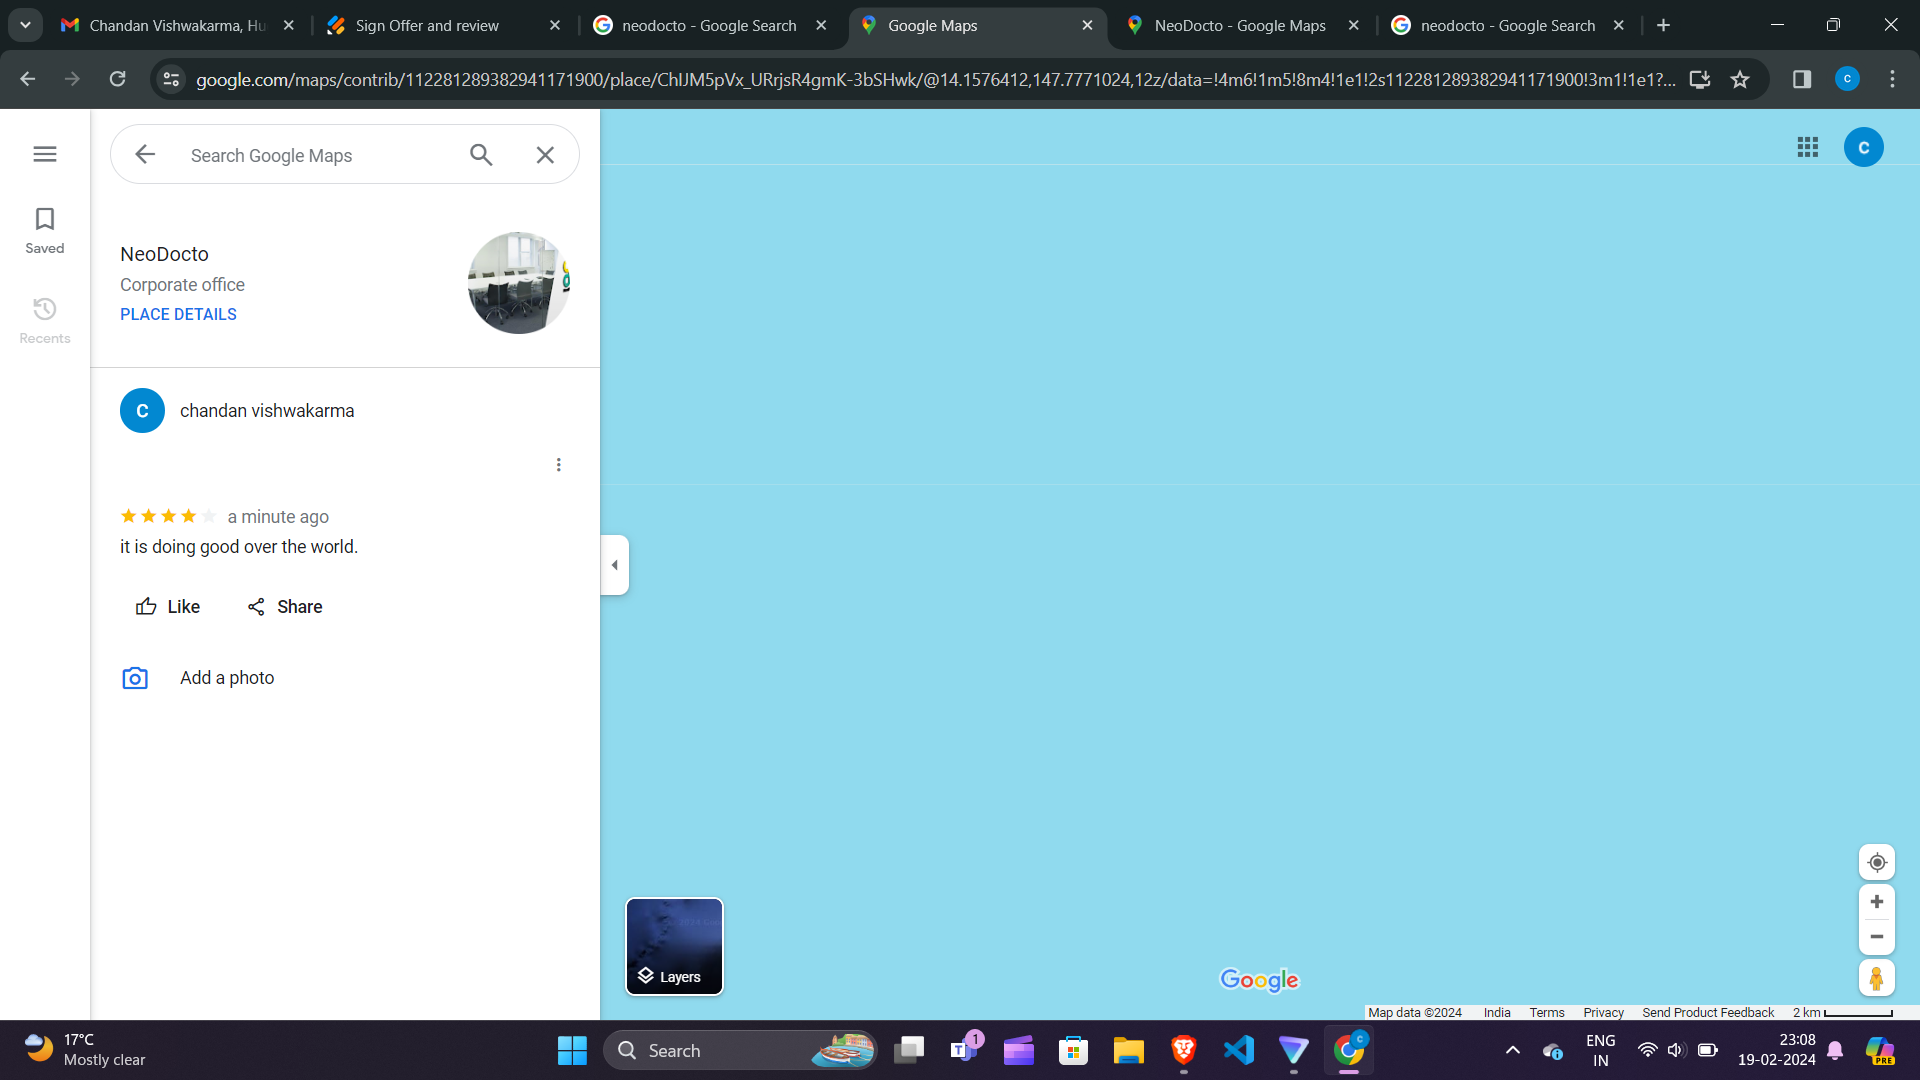 Chandan Vishwakarma, Hu
Sign Offer and review
neodocto - Google Search
Google Maps
NeoDocto - Google Maps
neodocto - Google Search
google.com/maps/contrib/112281289382941171900/place/ChIJM5pVx_URrjsR4gmK-3bSHwk/@14.1576412,147.7771024,12z/data=!4m6!1m5!8m4!1e1!2s112281289382941171900!3m1!1e1?...
C
Search Google Maps
C
Saved
Recents
NeoDocto
Corporate office
PLACE DETAILS
C
chandan vishwakarma
a minute ago
it is doing good over the world.
Like
Share
Add a photo
Layers
Google
Map data ©2024
India
Terms
Privacy
Send Product Feedback
2 km
17°C
Mostly clear
Search
1
C
ENG
IN
23:08
19-02-2024
PRE